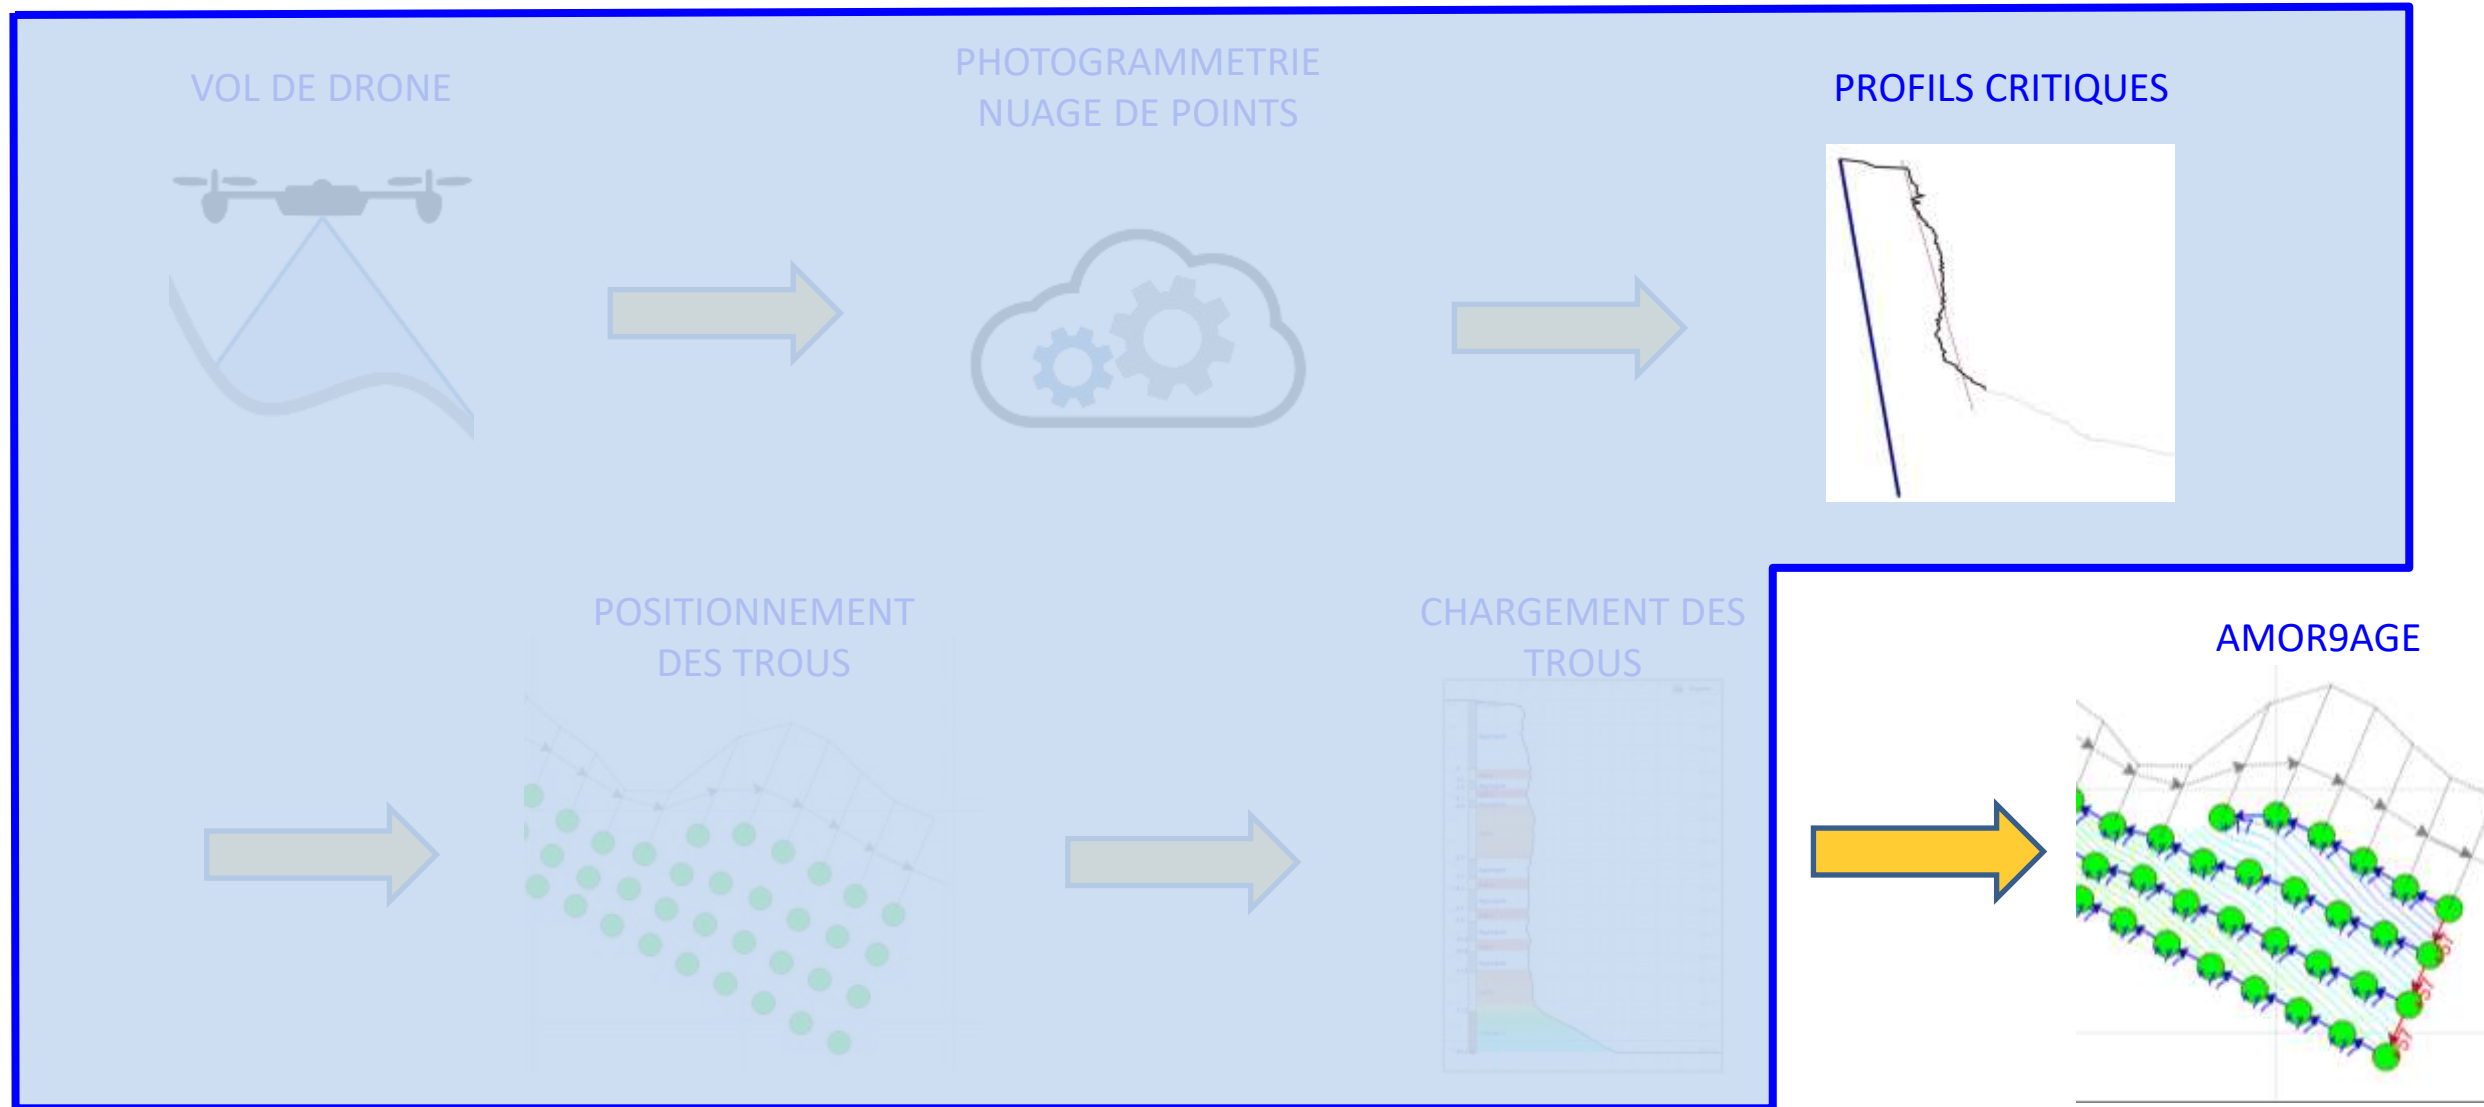 VOL DE DRONE
PHOTOGRAMMETRIE
NUAGE DE POINTS
PROFILS CRITIQUES
POSITIONNEMENT
DES TROUS
CHARGEMENT DES
TROUS
AMOR9AGE